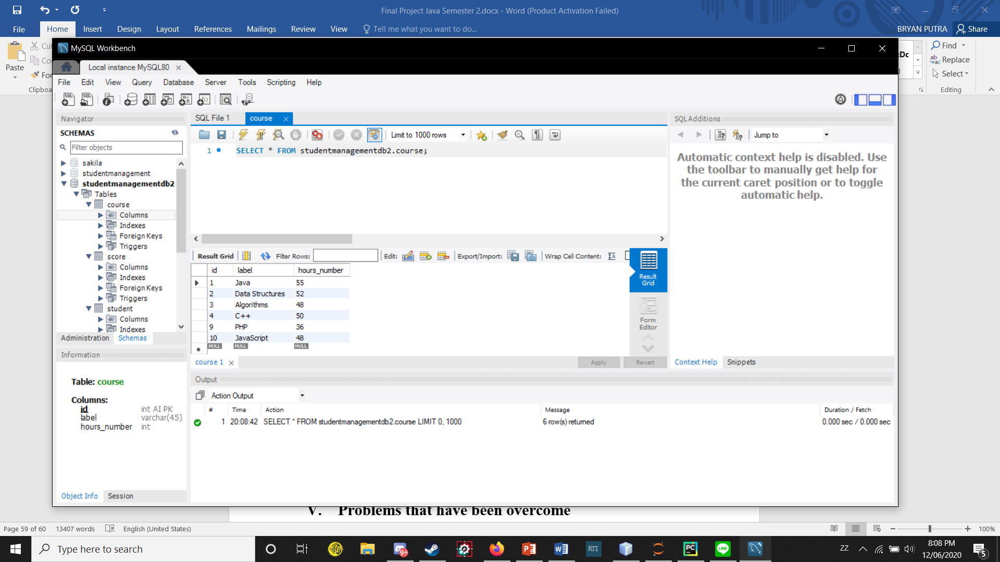 Final Project Java Semester 2.docx - Word (Product Activation Failed)
File Home Insert Design Layout References Mailings Review View Tell me what you want to do... BRYAN PUTRA Share
Paste
Clipboa
Find
Replace
Select
Editing
MySQL Workbench
Local instance MySQL80
File Edit View Query Database Server Tools Scripting Help
Navigator
SCHEMAS
Filter objects
sakila
studentmanagement
studentmanagementdb2
Tables
course
Columns
Indexes
Foreign Keys
Triggers
score
Columns
Indexes
Foreign Keys
Triggers
student
Columns
Indexes
Administration Schemas
Information
Table: course
Columns:
id int AI PK
label varchar(45)
hours_number int
Object Info Session
SQL File 1 course
Limit to 1000 rows
1 SELECT * FROM studentmanagementdb2.course;
Result Grid Filter Rows: Edit: Export/Import: Wrap Cell Content:
id label hours_number
1 Java 55
2 Data Structures 52
3 Algorithms 48
4 C++ 50
9 PHP 36
10 JavaScript 48
NULL NULL NULL
Result
Grid
Form
Editor
course 1 Apply Revert
SQLAdditions
Jump to
Automatic context help is disabled. Use
the toolbar to manually get help for
the current caret position or to toggle
automatic help.
Context Help Snippets
Output
Action Output
# Time Action Message Duration / Fetch
1 20:08:42 SELECT * FROM studentmanagementdb2.course LIMIT 0, 1000 6 row(s) returned 0.000 sec / 0.000 sec
V. Problems that have been overcome
Page 59 of 60 13407 words English (United States) 100%
Type here to search
9+
RTI
PC
LINE
8:08 PM
12/06/2020
5